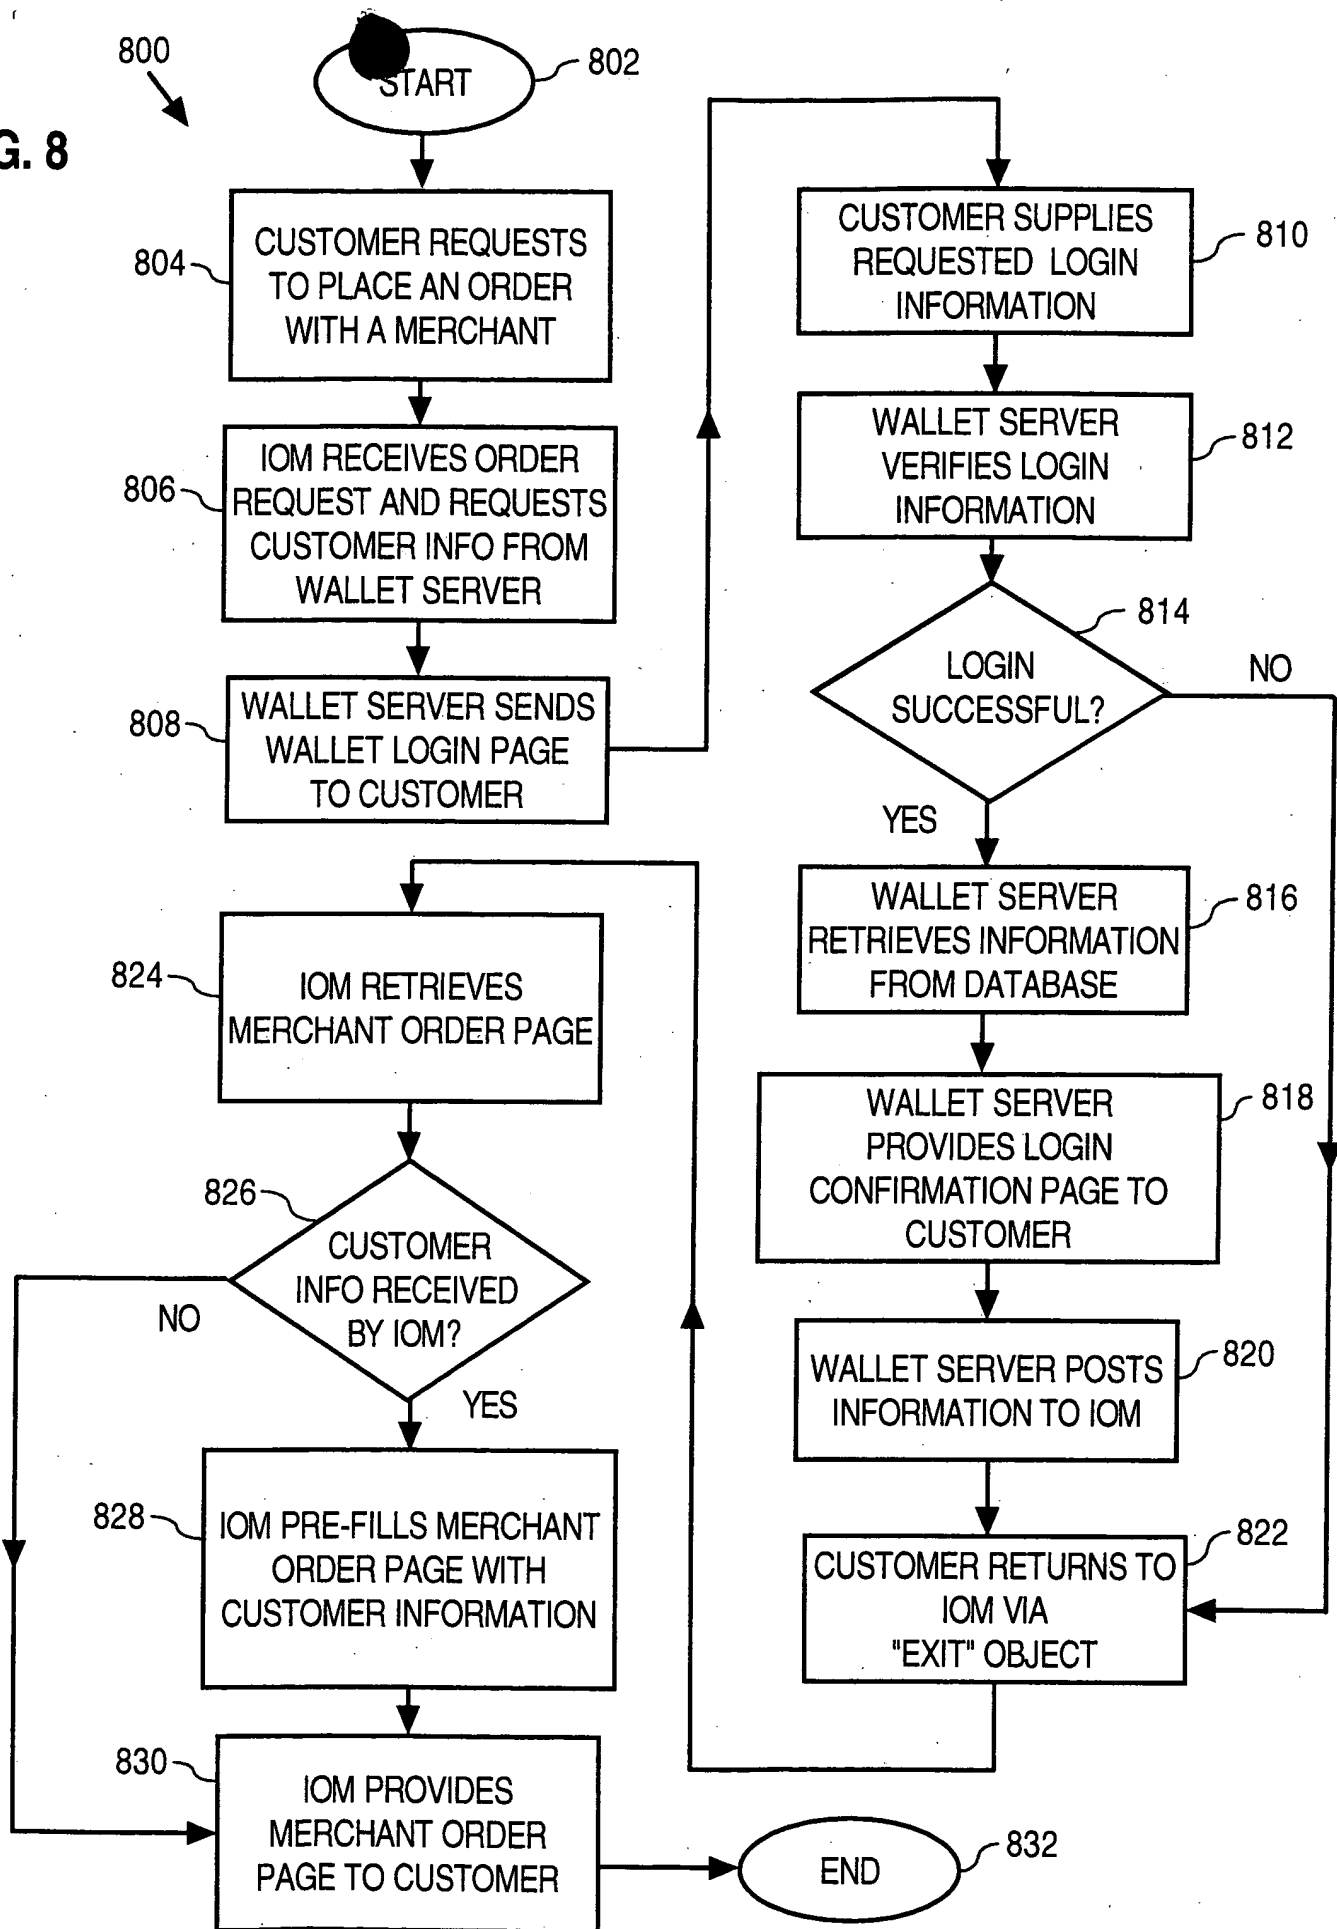 800
G. 8
START
802
804
CUSTOMER REQUESTS
TO PLACE AN ORDER
WITH A MERCHANT
806
IOM RECEIVES ORDER
REQUEST AND REQUESTS
CUSTOMER INFO FROM
WALLET SERVER
808
WALLET SERVER SENDS
WALLET LOGIN PAGE
TO CUSTOMER
CUSTOMER SUPPLIES
REQUESTED LOGIN
INFORMATION
810
WALLET SERVER
VERIFIES LOGIN
INFORMATION
812
814
LOGIN
SUCCESSFUL?
NO
YES
WALLET SERVER
RETRIEVES INFORMATION
FROM DATABASE
816
WALLET SERVER
PROVIDES LOGIN
CONFIRMATION PAGE TO
CUSTOMER
818
WALLET SERVER POSTS
INFORMATION TO IOM
820
CUSTOMER RETURNS TO
IOM VIA
"EXIT" OBJECT
822
824
IOM RETRIEVES
MERCHANT ORDER PAGE
826
CUSTOMER
INFO RECEIVED
BY IOM?
NO
YES
828
IOM PRE-FILLS MERCHANT
ORDER PAGE WITH
CUSTOMER INFORMATION
830
IOM PROVIDES
MERCHANT ORDER
PAGE TO CUSTOMER
END
832